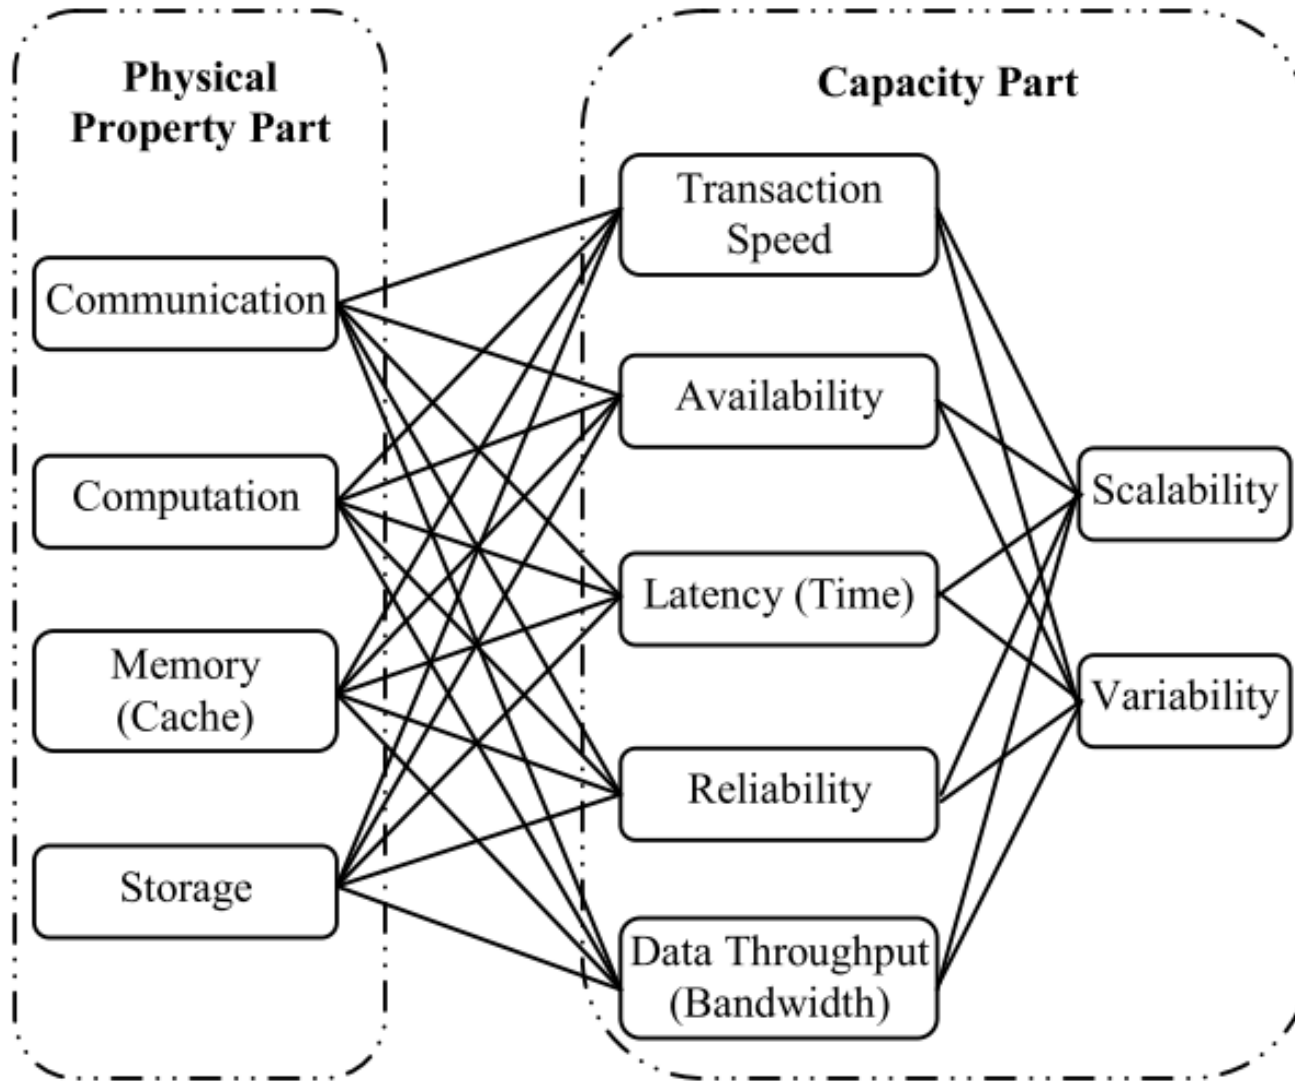 Physical
Property Part
Communication
Computation
Memory
(Cache)
Storage
Capacity Part
Transaction
Speed
Availability
Latency (Time)
Reliability
Data Throughput
(Bandwidth)
Scalability
Variability